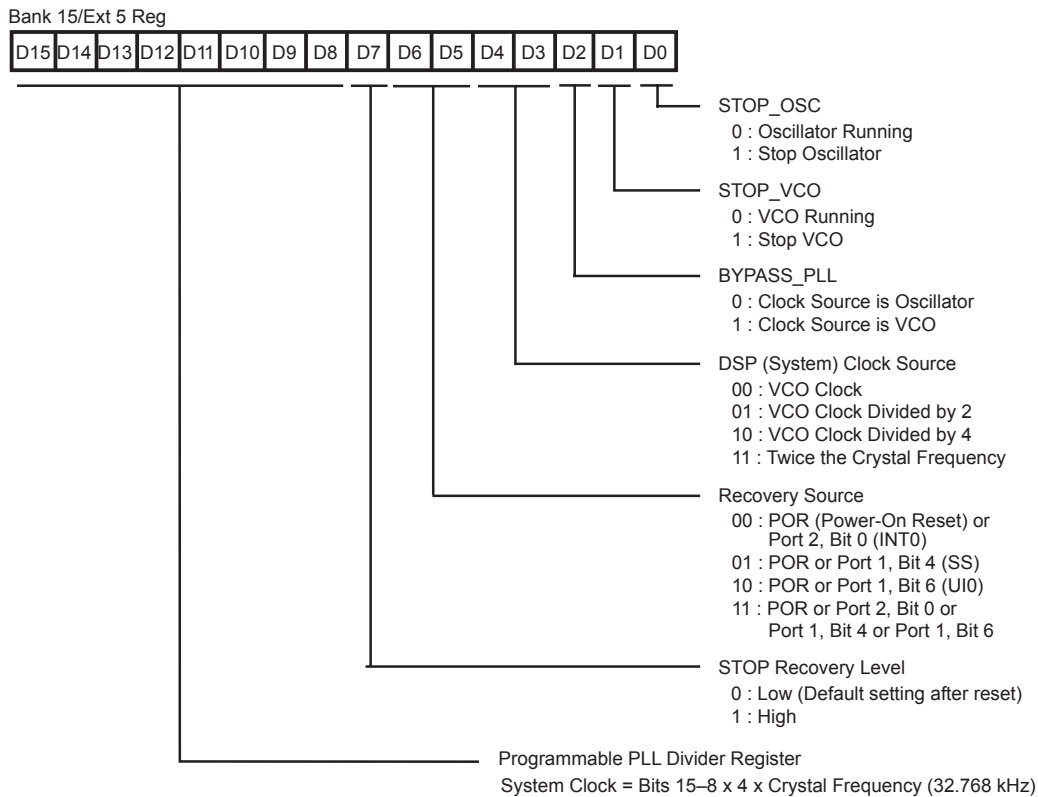 Bank 15/Ext 5 Reg
D15 D14 D13 D12 D11 D10 D9 D8 D7 D6 D5 D4 D3 D2 D1 D0
STOP_OSC
0 : Oscillator Running
1 : Stop Oscillator
STOP_VCO
0 : VCO Running
1 : Stop VCO
BYPASS_PLL
0 : Clock Source is Oscillator
1 : Clock Source is VCO
DSP (System) Clock Source
00 : VCO Clock
01 : VCO Clock Divided by 2
10 : VCO Clock Divided by 4
11 : Twice the Crystal Frequency
Recovery Source
00 : POR (Power-On Reset) or
Port 2, Bit 0 (INT0)
01 : POR or Port 1, Bit 4 (SS)
10 : POR or Port 1, Bit 6 (UI0)
11 : POR or Port 2, Bit 0 or
Port 1, Bit 4 or Port 1, Bit 6
STOP Recovery Level
0 : Low (Default setting after reset)
1 : High
Programmable PLL Divider Register
System Clock = Bits 15–8 x 4 x Crystal Frequency (32.768 kHz)